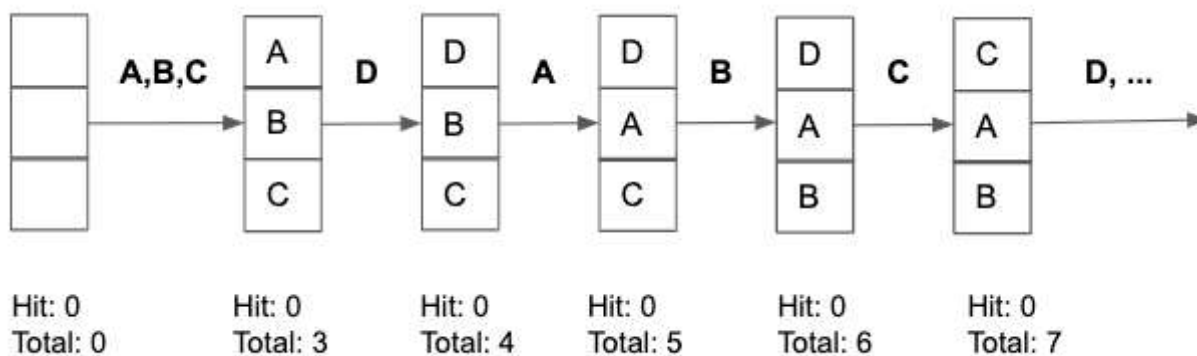 A,B,C D A B C D, ...
A D D D C
B B A A A
C C C B B
Hit: 0 Hit: 0 Hit: 0 Hit: 0 Hit: 0 Hit: 0
Total: 0 Total: 3 Total: 4 Total: 5 Total: 6 Total: 7